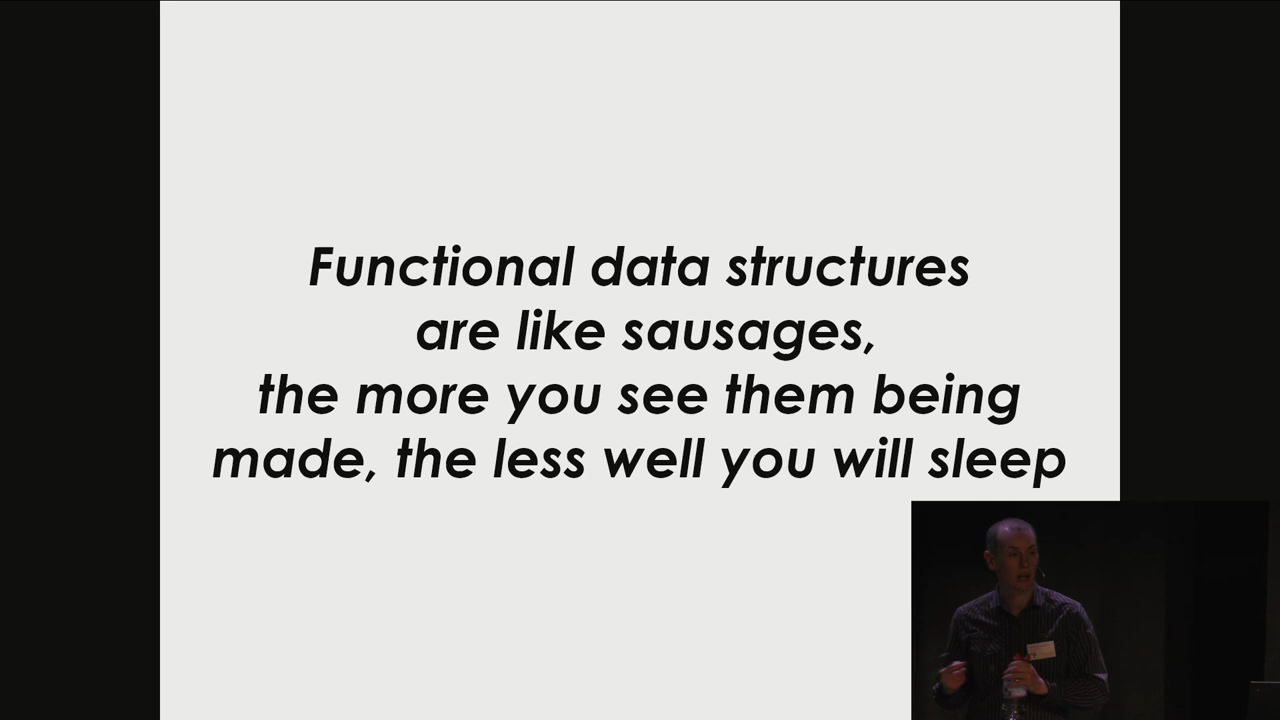 Functional data structures
are like sausages,
the more you see them being
made, the less well you will sleep